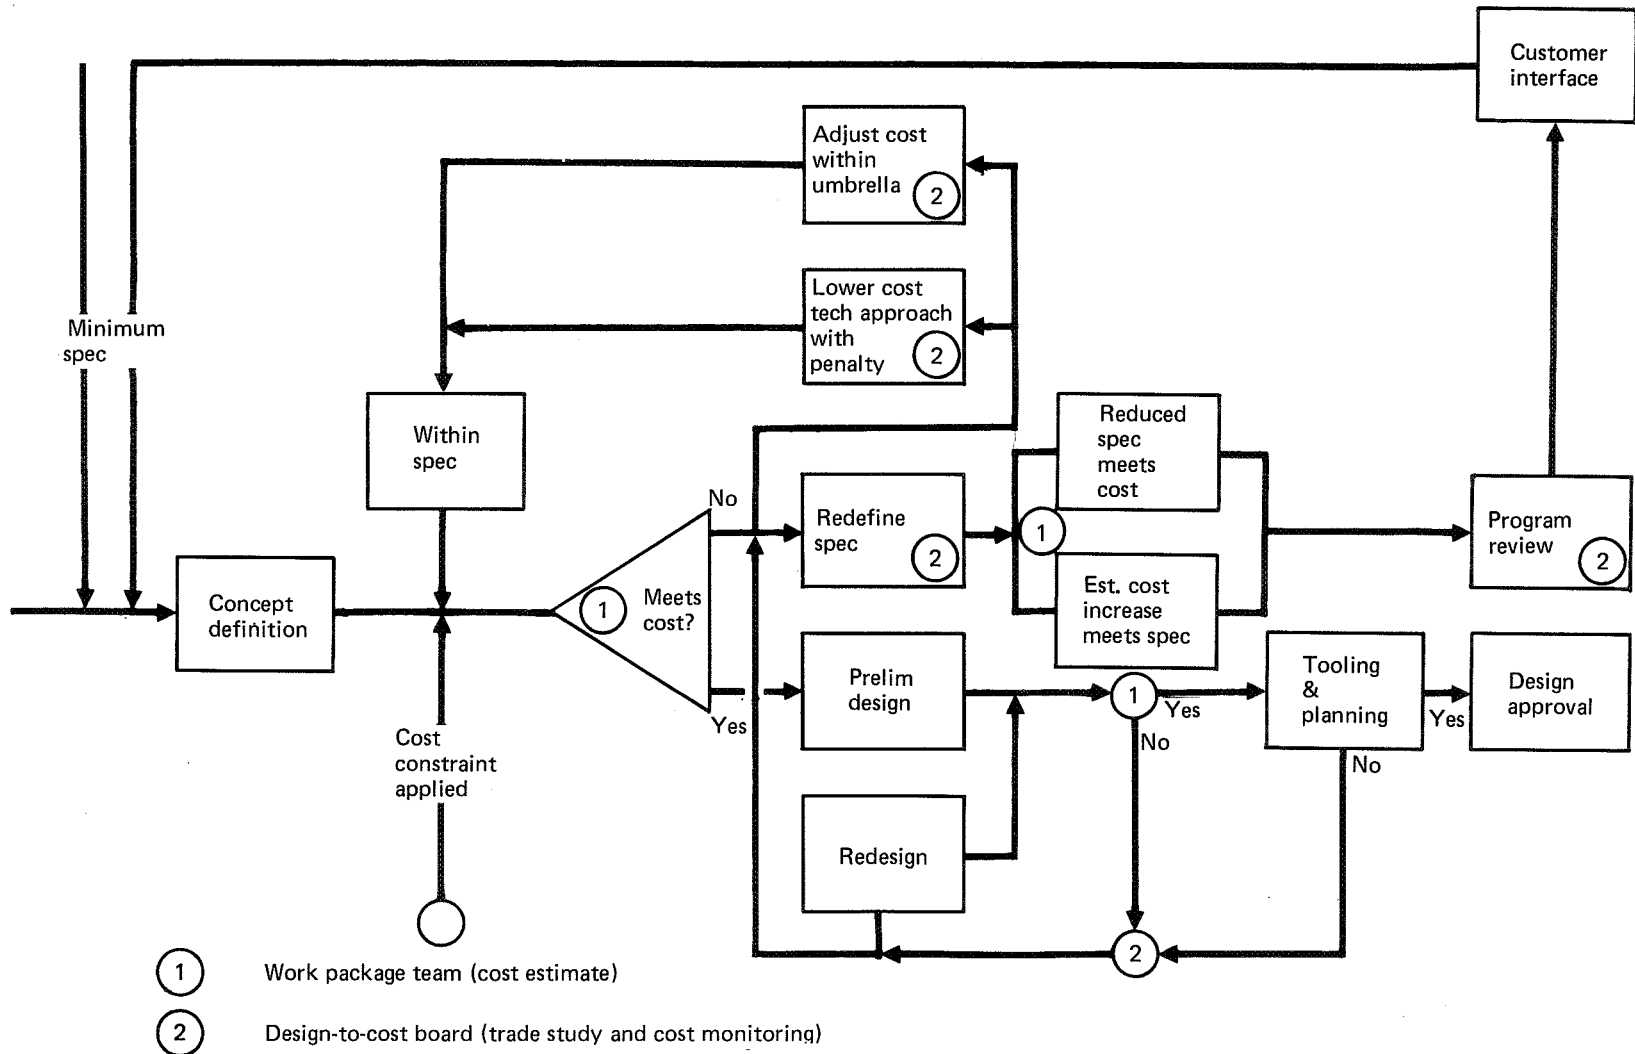 Customer
interface
Adjust cost
within
umbrella
2
Lower cost
tech approach
with
penalty
2
Minimum
spec
Within
spec
Reduced
spec
meets
cost
No
Redefine
spec
2
1
Program
review
2
Concept
definition
1
Meets
cost?
Est. cost
increase
meets spec
Yes
Prelim
design
1
Yes
No
Tooling
&
planning
Yes
No
Design
approval
Cost
constraint
applied
Redesign
2
1
Work package team (cost estimate)
2
Design-to-cost board (trade study and cost monitoring)